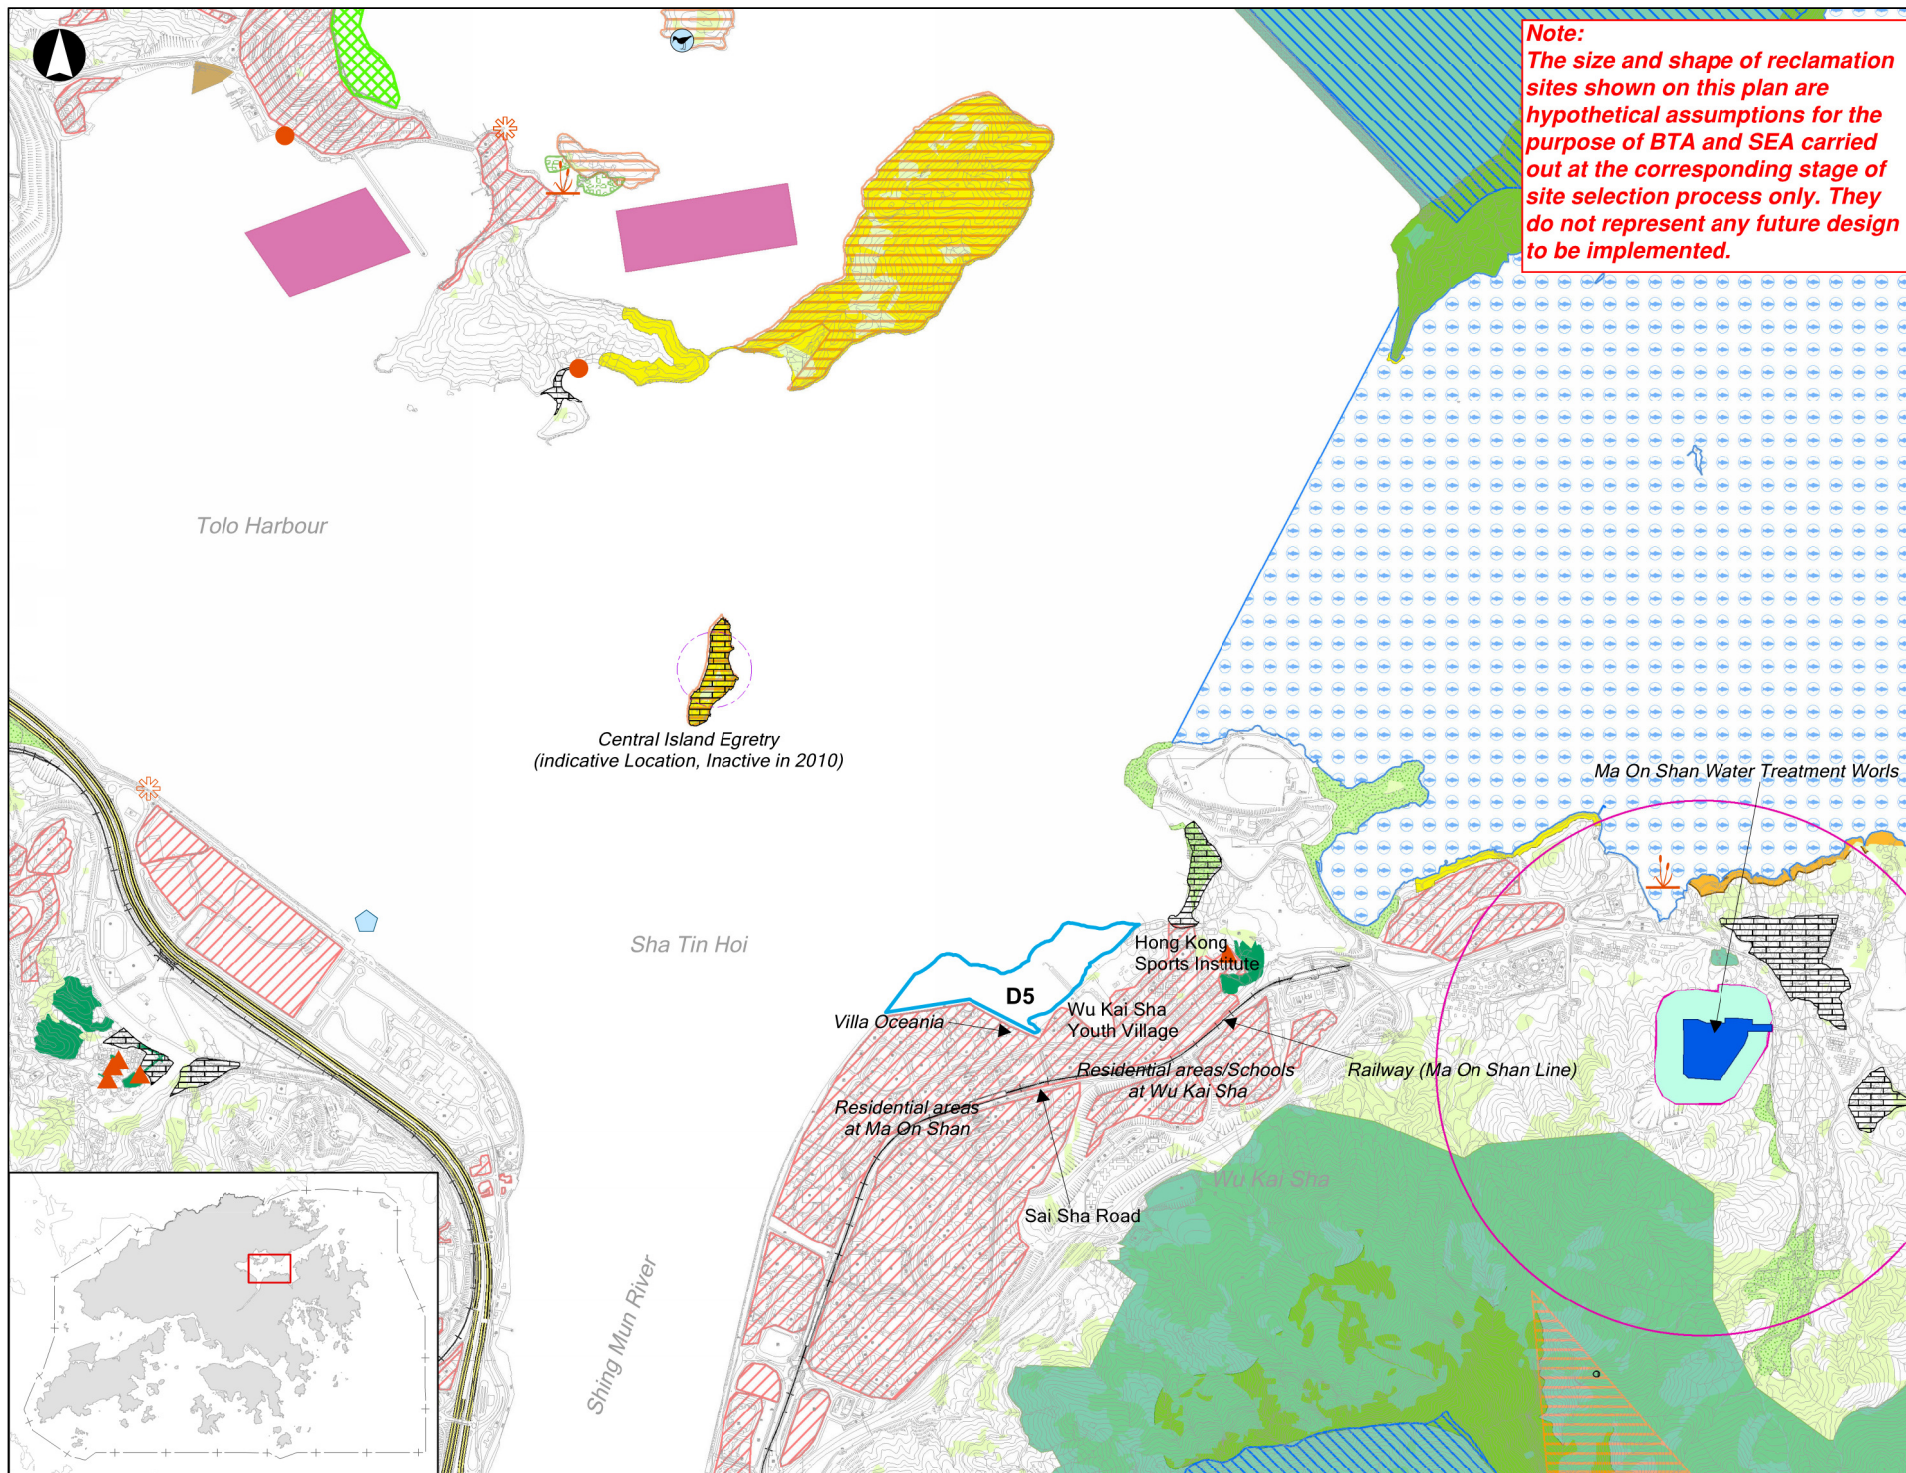 Note:
The size and shape of reclamation
sites shown on this plan are
hypothetical assumptions for the
purpose of BTA and SEA carried
out at the corresponding stage of
site selection process only. They
do not represent any future design
to be implemented.
Tolo Harbour
Central Island Egretry
(indicative Location, Inactive in 2010)
Ma On Shan Water Treatment Worls
Sha Tin Hoi
Hong Kong
Sports Institute
D5
Villa Oceania
Wu Kai Sha
Youth Village
Residential areas/Schools
at Wu Kai Sha
Railway (Ma On Shan Line)
Residential areas
at Ma On Shan
Wu Kai Sha
Sai Sha Road
Shing Mun River